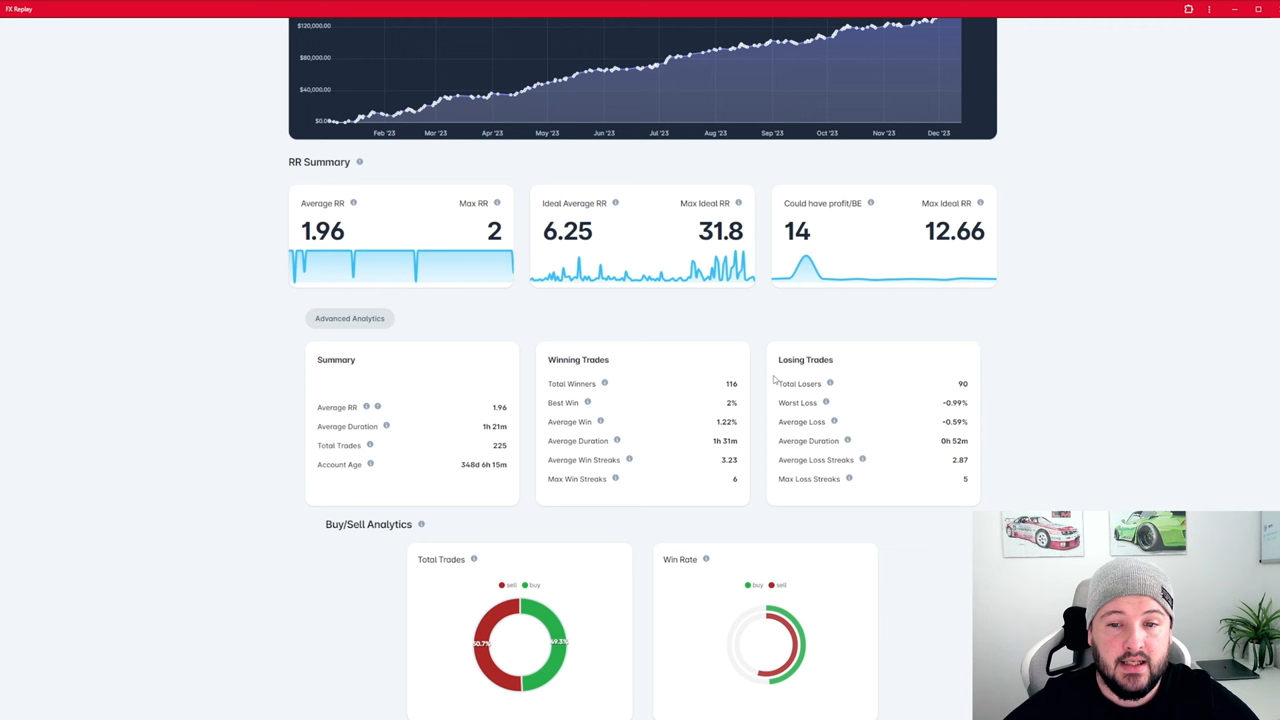 FX Replay
$120,000.00
$80,000.00
$40,000.00
$0.00
Feb '23 Mar '23 Apr '23 May '23 Jun '23 Jul '23 Aug '23 Sep '23 Oct '23 Nov '23 Dec '23
RR Summary
Average RR Max RR
1.96 2
Ideal Average RR Max Ideal RR
6.25 31.8
Could have profit/BE Max Ideal RR
14 12.66
Advanced Analytics
Summary
Average RR 1.96
Average Duration 1h 21m
Total Trades 225
Account Age 348d 6h 15m
Winning Trades
Total Winners 116
Best Win 2%
Average Win 1.22%
Average Duration 1h 31m
Average Win Streaks 3.23
Max Win Streaks 6
Losing Trades
Total Losers 90
Worst Loss -0.99%
Average Loss -0.59%
Average Duration 0h 52m
Average Loss Streaks 2.87
Max Loss Streaks 5
Buy/Sell Analytics
Total Trades
sell buy
50.7% 49.3%
Win Rate
buy sell